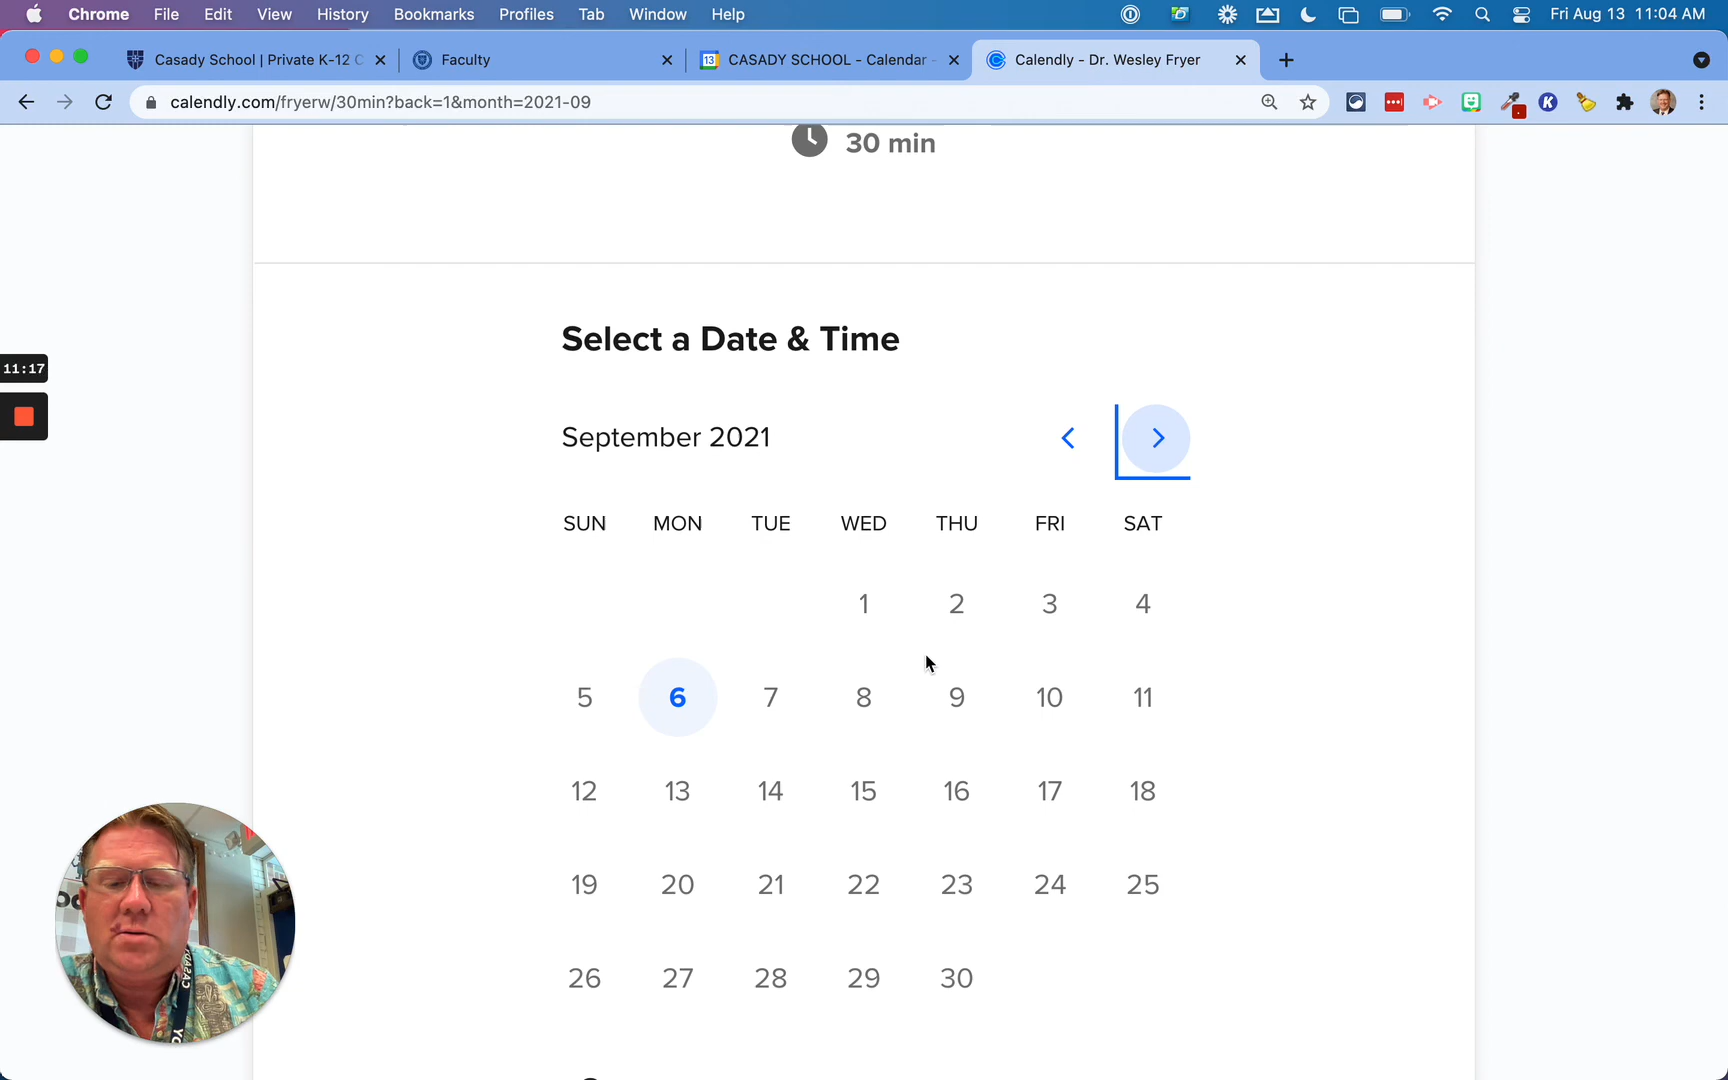 Chrome File Edit View History Bookmarks Profiles Tab Window Help Fri Aug 13 11:04 AM
Casady School | Private K-12 C Faculty CASADY SCHOOL - Calendar - Calendly - Dr. Wesley Fryer
calendly.com/fryerw/30min?back=1&month=2021-09
30 min
Select a Date & Time
11:17
September 2021
SUN MON TUE WED THU FRI SAT
1 2 3 4
5 6 7 8 9 10 11
12 13 14 15 16 17 18
19 20 21 22 23 24 25
26 27 28 29 30